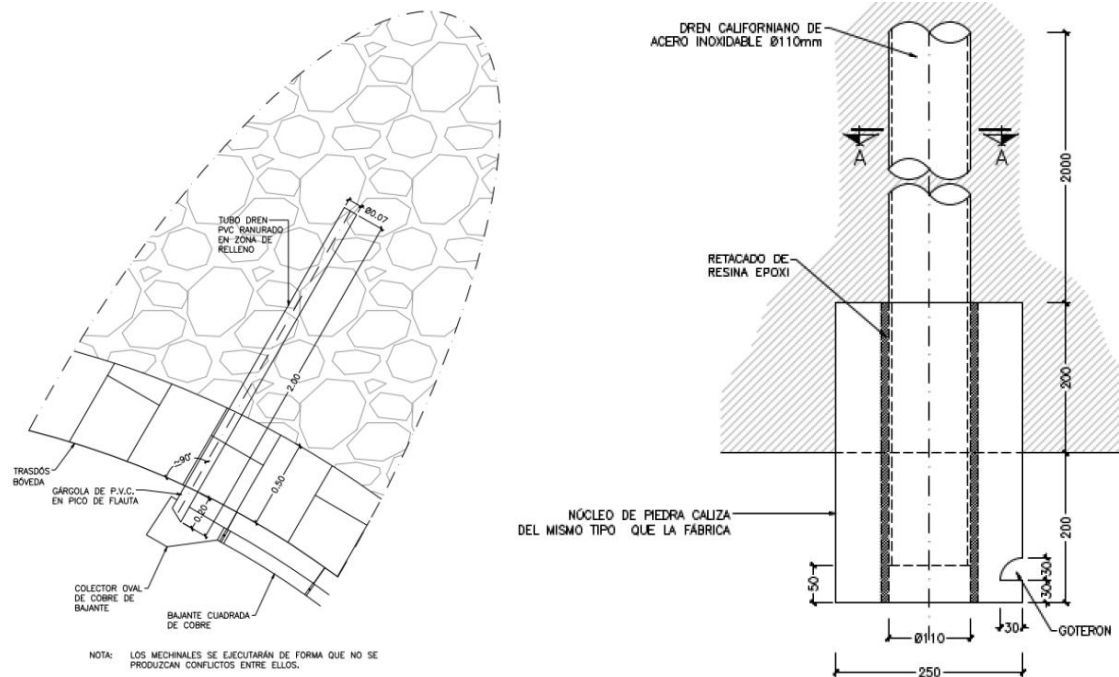 TUBO DREN
PVC RANURADO
EN ZONA DE
RELLENO
Ø0.07
2.00
~90°
0.50
0.20
TRASDÓS
BÓVEDA
GÁRGOLA DE P.V.C.
EN PICO DE FLAUTA
COLECTOR OVAL
DE COBRE DE
BAJANTE
BAJANTE CUADRADA
DE COBRE
NOTA: LOS MECHINALES SE EJECUTARÁN DE FORMA QUE NO SE
PRODUZCAN CONFLICTOS ENTRE ELLOS.
DREN CALIFORNIANO DE
ACERO INOXIDABLE Ø110mm
A
A
2000
RETACADO DE
RESINA EPOXI
200
NÚCLEO DE PIEDRA CALIZA
DEL MISMO TIPO QUE LA FÁBRICA
200
50
30
30
30
GOTERON
Ø110
250